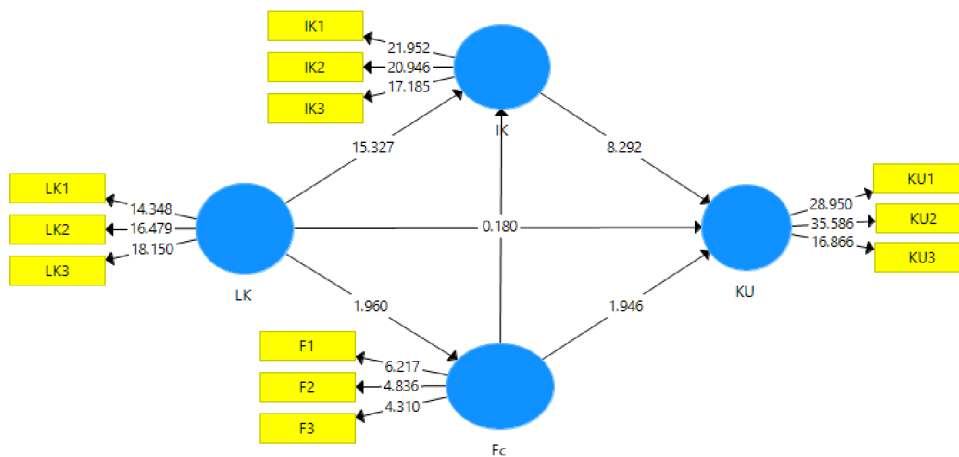 IK1
21.952
IK2
20.946
IK3
17.185
IK
15.327
8.292
LK1
14.348
LK2
16.479
LK3
18.150
LK
0.180
KU1
28.950
KU2
35.586
KU3
16.866
KU
1.960
1.946
F1
6.217
F2
4.836
F3
4.310
Fc